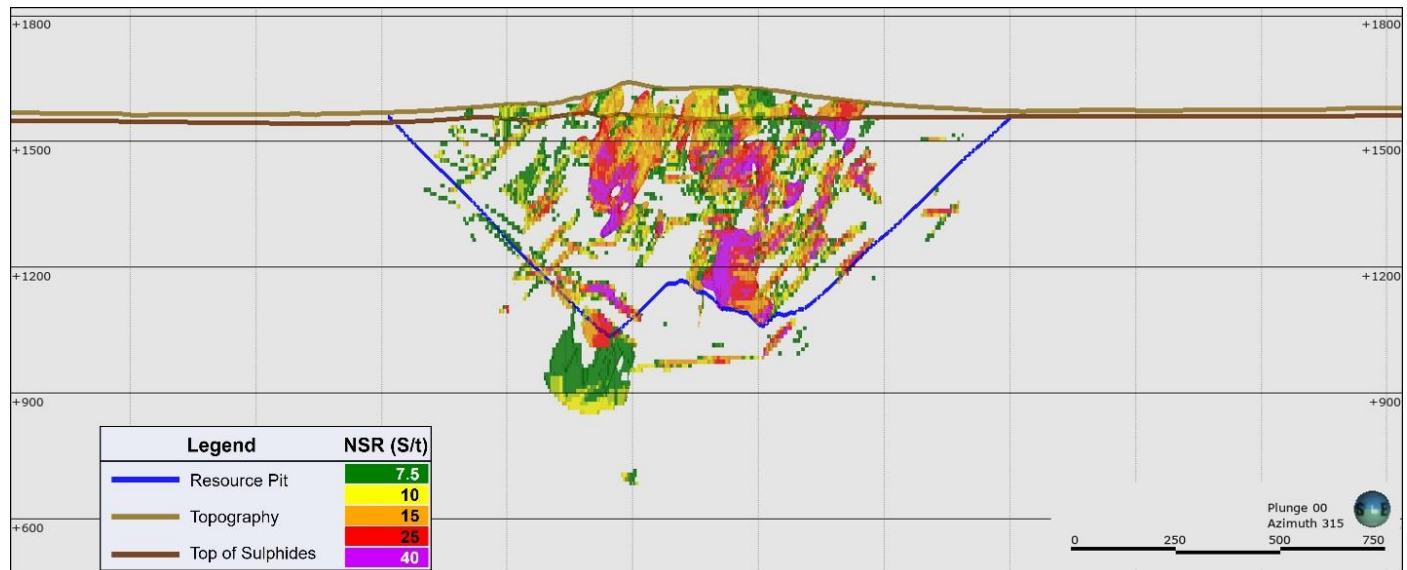 +1800 +1800
+1500 +1500
+1200 +1200
+900 +900
+600
Legend NSR (S/t)
Resource Pit
Topography
Top of Sulphides
7.5
10
15
25
40
Plunge 00
Azimuth 315
S E
0 250 500 750